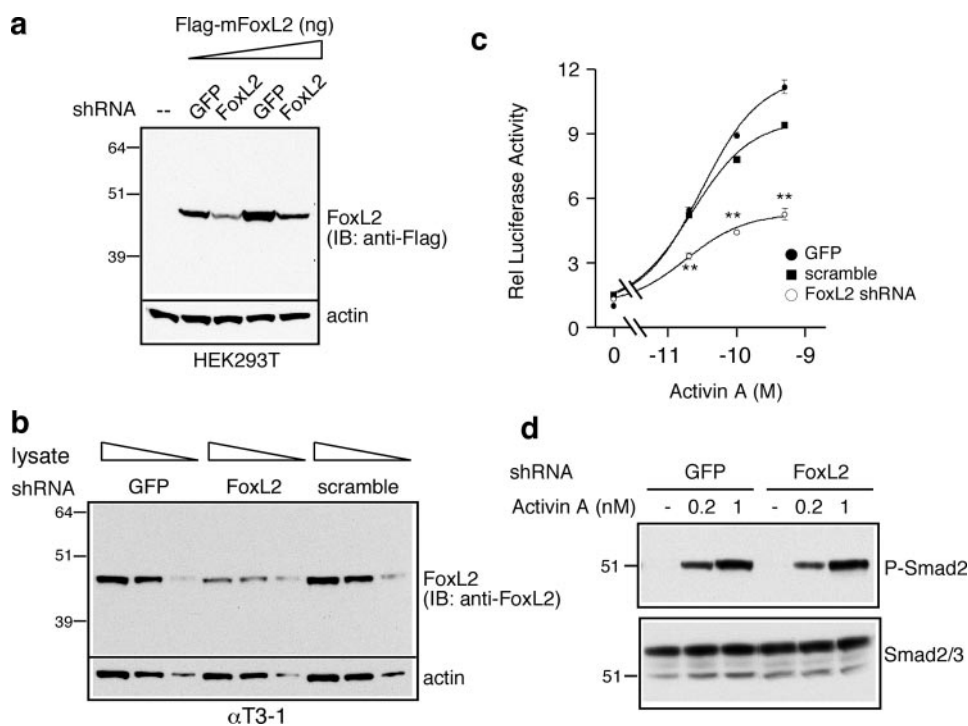 a
Flag-mFoxL2 (ng)
shRNA -- GFP FoxL2 GFP FoxL2
64
51
39
FoxL2
(IB: anti-Flag)
actin
HEK293T
b
lysate
shRNA GFP FoxL2 scramble
64
51
39
FoxL2
(IB: anti-FoxL2)
actin
αT3-1
c
Rel Luciferase Activity
12
9
6
3
0
**
**
**
GFP
scramble
FoxL2 shRNA
0 -11 -10 -9
Activin A (M)
d
shRNA GFP FoxL2
Activin A (nM) - 0.2 1 - 0.2 1
51
P-Smad2
51
Smad2/3